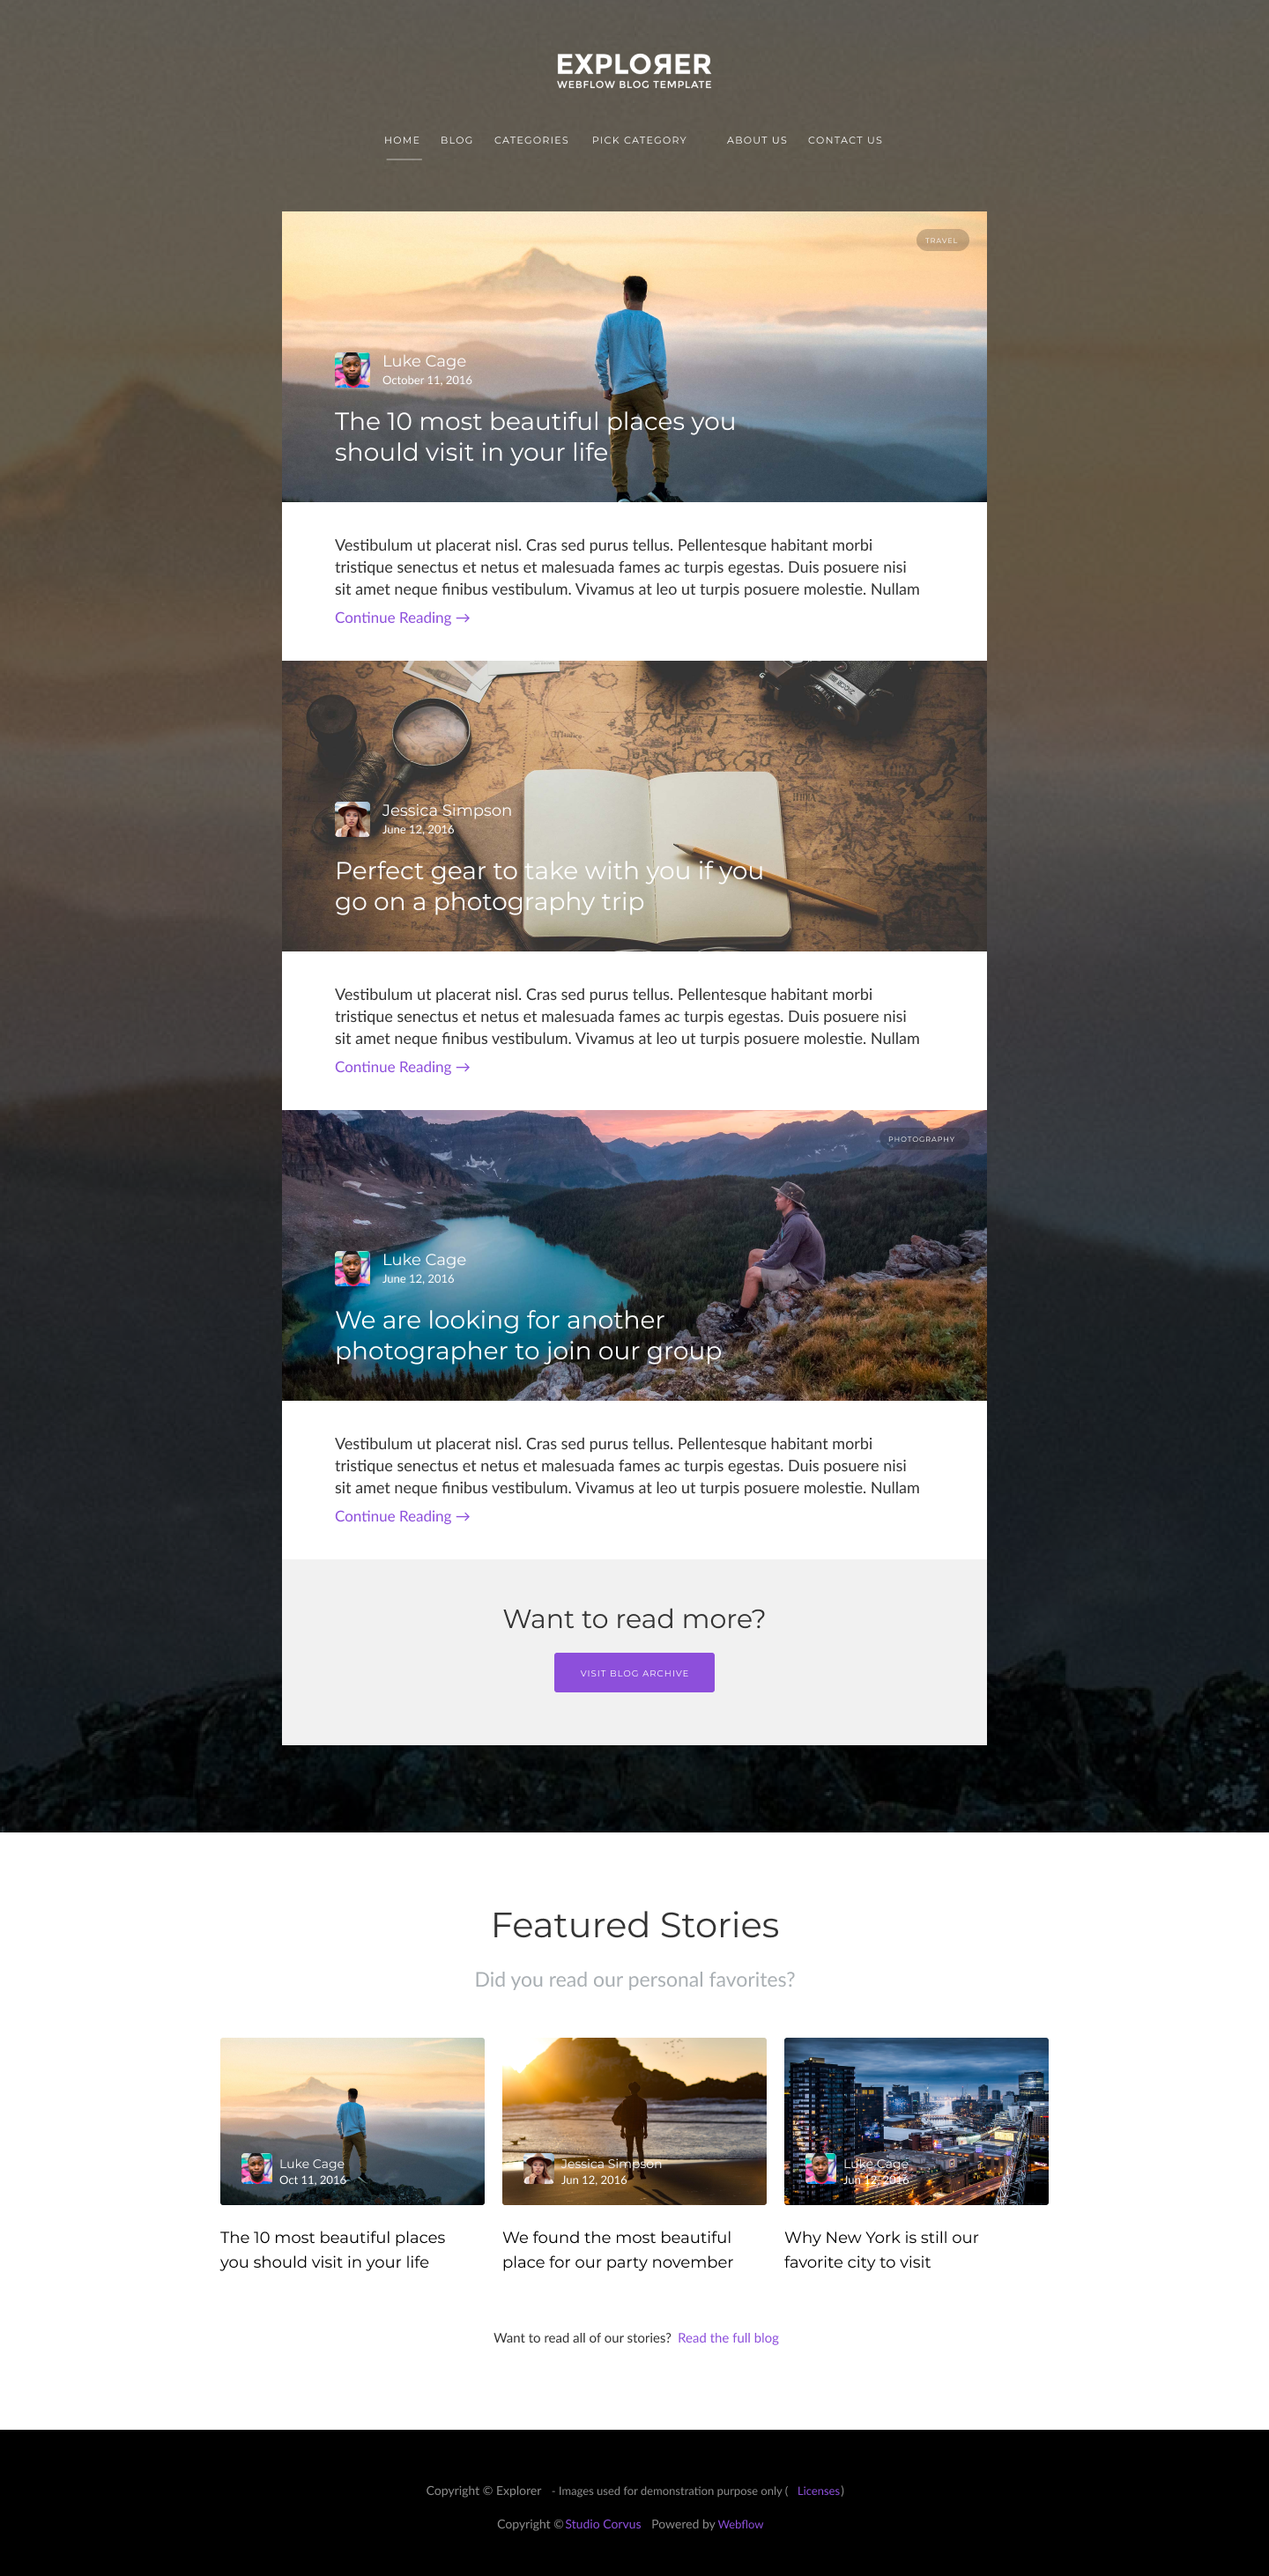 EXPLOЯER
WEBFLOW BLOG TEMPLATE
HOME BLOG CATEGORIES PICK CATEGORY ABOUT US CONTACT US
TRAVEL
Luke Cage
October 11, 2016
The 10 most beautiful places you
should visit in your life
Vestibulum ut placerat nisl. Cras sed purus tellus. Pellentesque habitant morbi
tristique senectus et netus et malesuada fames ac turpis egestas. Duis posuere nisi
sit amet neque finibus vestibulum. Vivamus at leo ut turpis posuere molestie. Nullam
Continue Reading →
Jessica Simpson
June 12, 2016
Perfect gear to take with you if you
go on a photography trip
Vestibulum ut placerat nisl. Cras sed purus tellus. Pellentesque habitant morbi
tristique senectus et netus et malesuada fames ac turpis egestas. Duis posuere nisi
sit amet neque finibus vestibulum. Vivamus at leo ut turpis posuere molestie. Nullam
Continue Reading →
PHOTOGRAPHY
Luke Cage
June 12, 2016
We are looking for another
photographer to join our group
Vestibulum ut placerat nisl. Cras sed purus tellus. Pellentesque habitant morbi
tristique senectus et netus et malesuada fames ac turpis egestas. Duis posuere nisi
sit amet neque finibus vestibulum. Vivamus at leo ut turpis posuere molestie. Nullam
Continue Reading →
Want to read more?
VISIT BLOG ARCHIVE
Featured Stories
Did you read our personal favorites?
Luke Cage
Oct 11, 2016
The 10 most beautiful places
you should visit in your life
Jessica Simpson
Jun 12, 2016
We found the most beautiful
place for our party november
Luke Cage
Jun 12, 2016
Why New York is still our
favorite city to visit
Want to read all of our stories? Read the full blog
Copyright © Explorer - Images used for demonstration purpose only ( Licenses)
Copyright © Studio Corvus Powered by Webflow